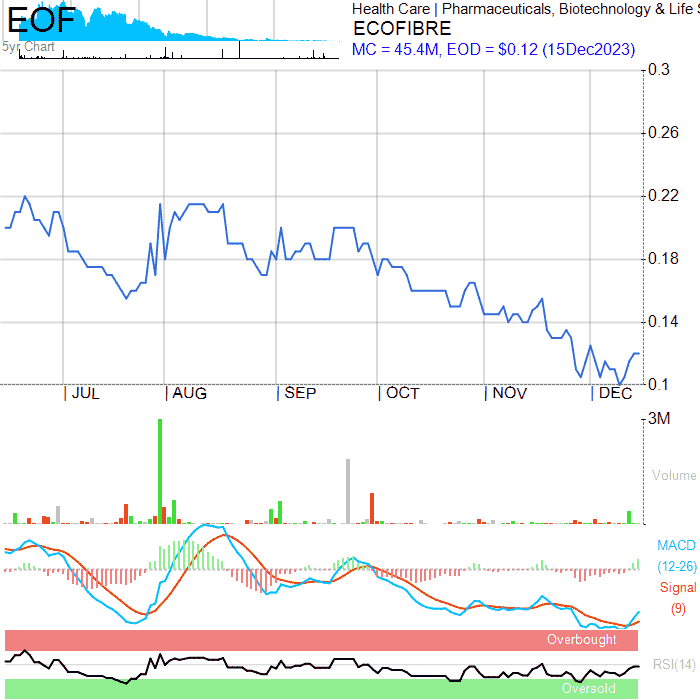 EOF
5yr Chart
Health Care | Pharmaceuticals, Biotechnology & Life S
ECOFIBRE
MC = 45.4M, EOD = $0.12 (15Dec2023)
0.3
0.26
0.22
0.18
0.14
0.1
| JUL | AUG | SEP | OCT | NOV | DEC
3M
Volume
MACD
(12-26)
Signal
(9)
Overbought
RSI(14)
Oversold